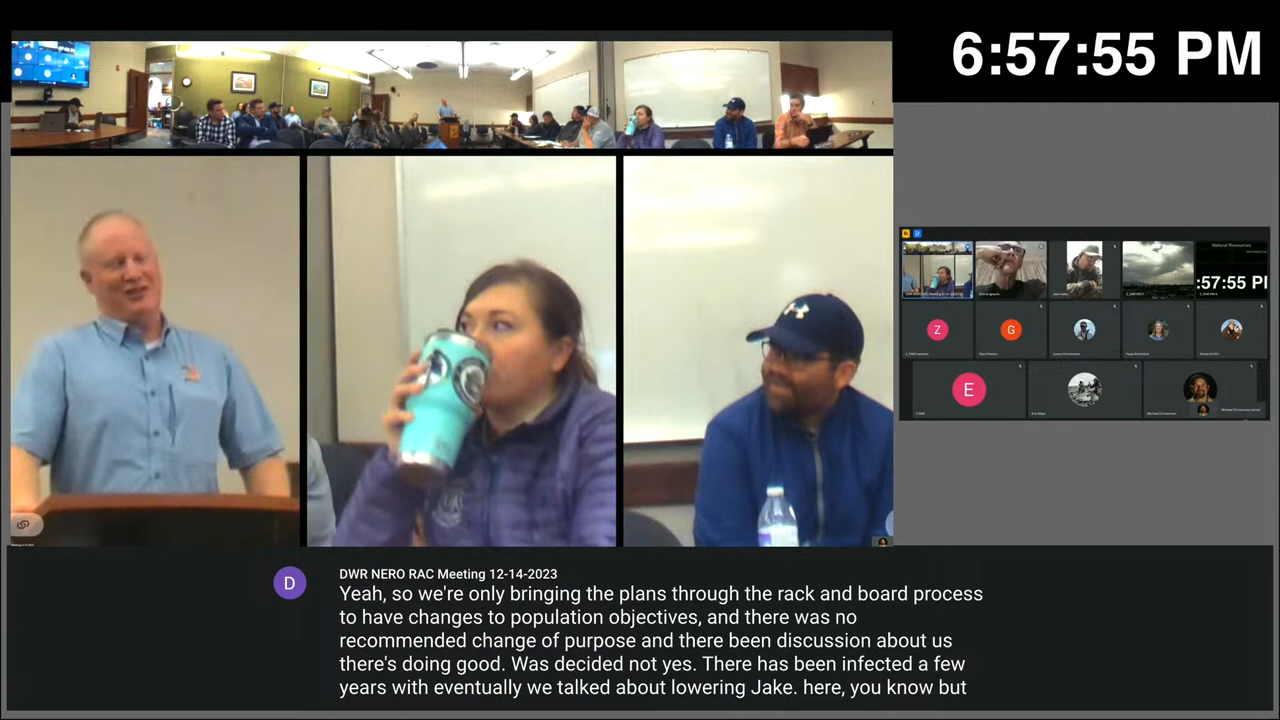 6:57:55 PM
Natural Resources
:57:55 PI
Z
G
E
D
DWR NERO RAC Meeting 12-14-2023
Yeah, so we're only bringing the plans through the rack and board process
to have changes to population objectives, and there was no
recommended change of purpose and there been discussion about us
there's doing good. Was decided not yes. There has been infected a few
years with eventually we talked about lowering Jake. here, you know but